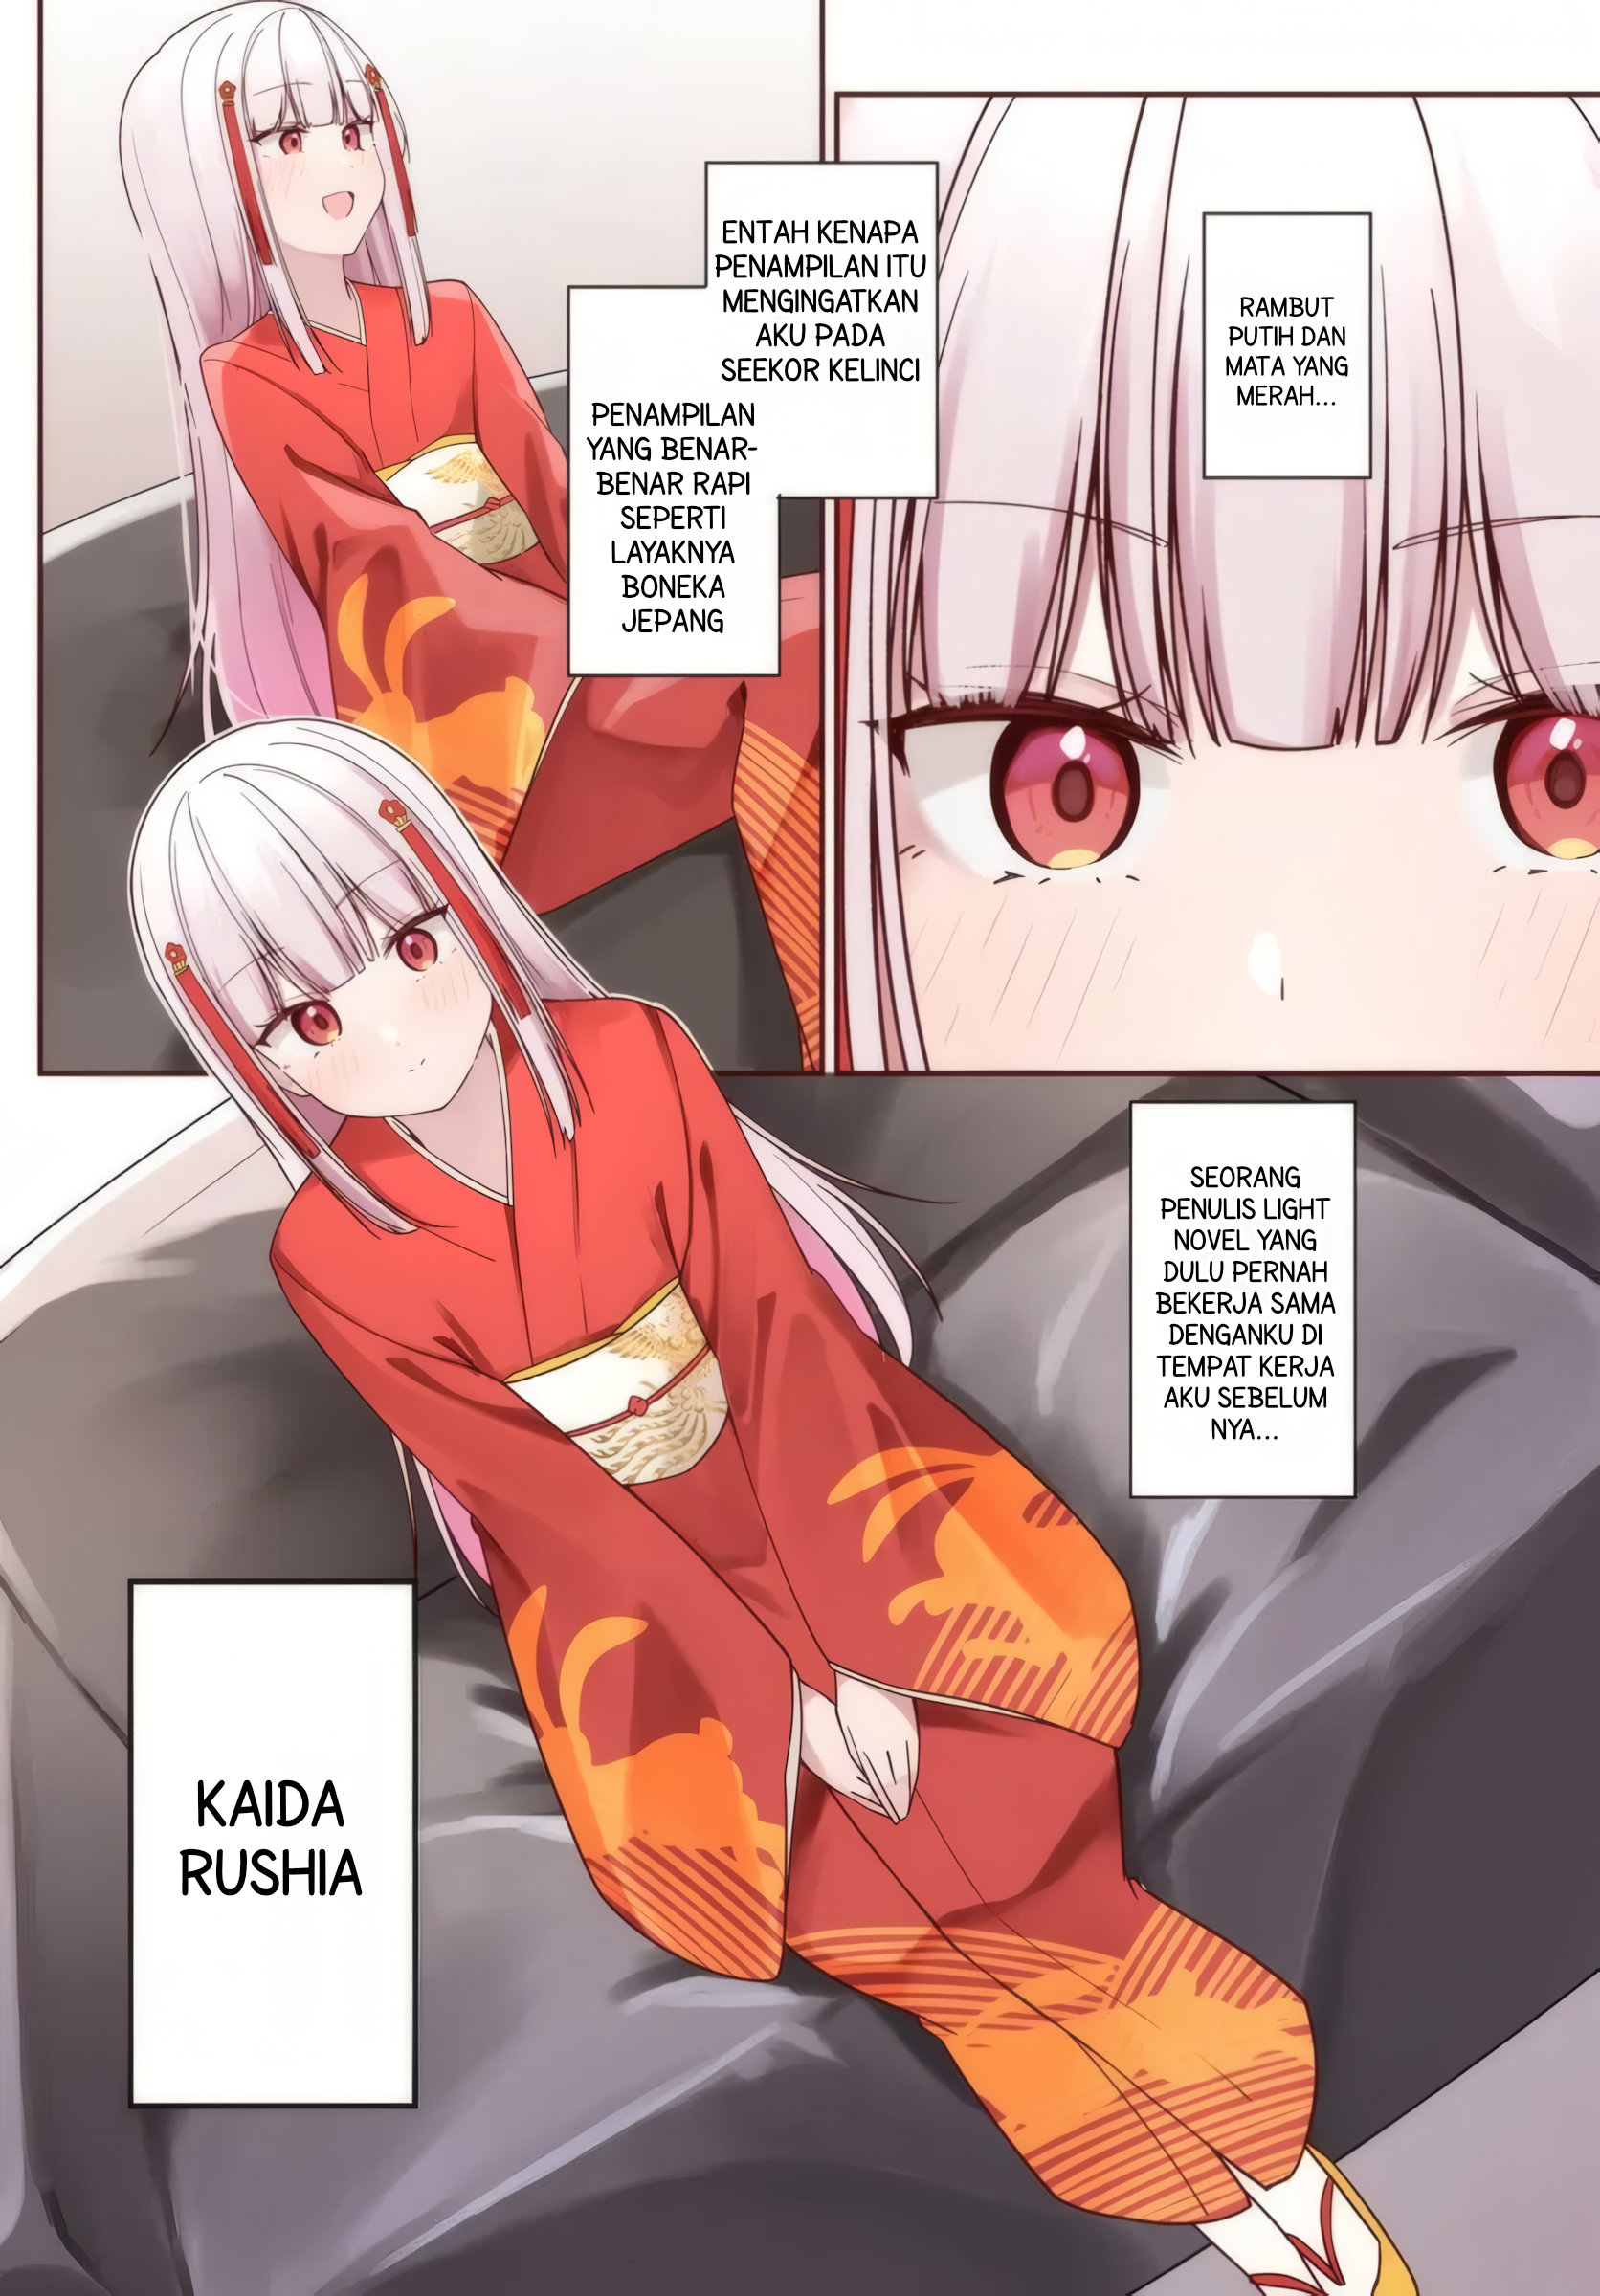 RAMBUT
PUTIH DAN
MATA YANG
MERAH...
ENTAH KENAPA
PENAMPILAN ITU
MENGINGATKAN
AKU PADA
SEEKOR KELINCI
PENAMPILAN
YANG BENAR-
BENAR RAPI
SEPERTI
LAYAKNYA
BONEKA
JEPANG
SEORANG
PENULIS LIGHT
NOVEL YANG
DULU PERNAH
BEKERJA SAMA
DENGANKU DI
TEMPAT KERJA
AKU SEBELUM
NYA...
KAIDA
RUSHIA